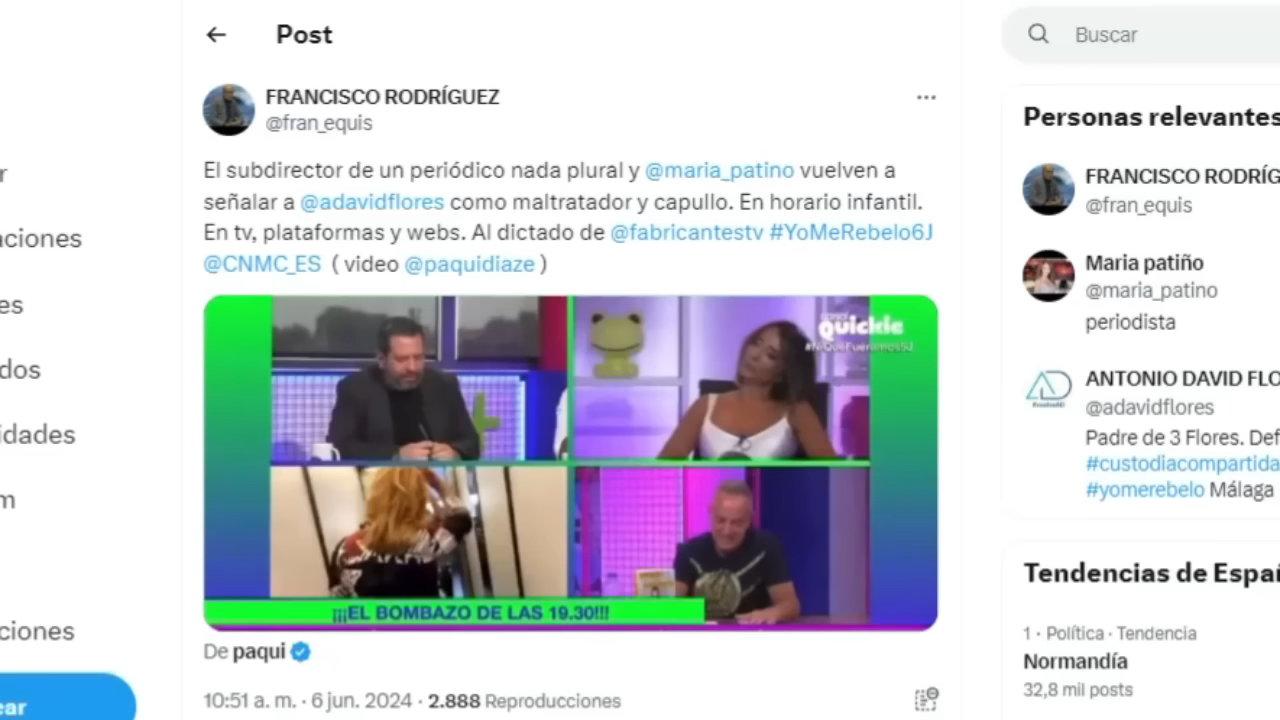 Post
FRANCISCO RODRÍGUEZ
@fran_equis
El subdirector de un periódico nada plural y @maria_patino vuelven a
señalar a @adavidflores como maltratador y capullo. En horario infantil.
En tv, plataformas y webs. Al dictado de @fabricantestv #YoMeRebelo6J
@CNMC_ES ( video @paquidiaze )
Quickie
#NiQueFuéramosSJ
¡¡¡EL BOMBAZO DE LAS 19.30!!!
De paqui
10:51 a. m. · 6 jun. 2024 · 2.888 Reproducciones
r
aciones
es
dos
idades
m
ciones
ear
Buscar
Personas relevantes
FRANCISCO RODRÍG
@fran_equis
Maria patiño
@maria_patino
periodista
ANTONIO DAVID FLO
@adavidflores
Padre de 3 Flores. Def
#custodiacompartida
#yomerebelo Málaga
Tendencias de Espai
1 · Política · Tendencia
Normandía
32,8 mil posts